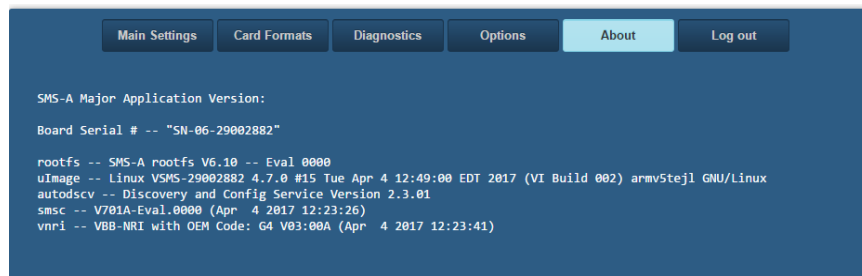 Main Settings Card Formats Diagnostics Options About Log out
SMS-A Major Application Version:
Board Serial # -- "SN-06-29002882"
rootfs -- SMS-A rootfs V6.10 -- Eval 0000
uImage -- Linux VSMS-29002882 4.7.0 #15 Tue Apr 4 12:49:00 EDT 2017 (VI Build 002) armv5tejl GNU/Linux
autodscv -- Discovery and Config Service Version 2.3.01
smsc -- V701A-Eval.0000 (Apr  4 2017 12:23:26)
vnri -- VBB-NRI with OEM Code: G4 V03:00A (Apr  4 2017 12:23:41)